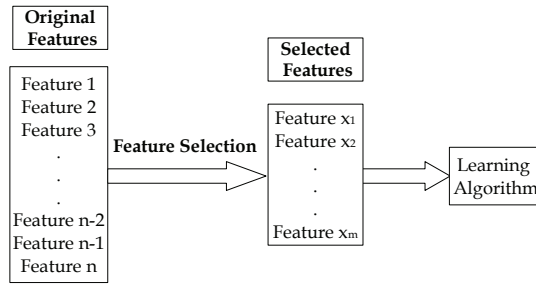 Original
Features
Feature 1
Feature 2
Feature 3
.
.
.
Feature n-2
Feature n-1
Feature n
Feature Selection
Selected
Features
Feature x₁
Feature x₂
.
.
.
Feature xₘ
Learning
Algorithm